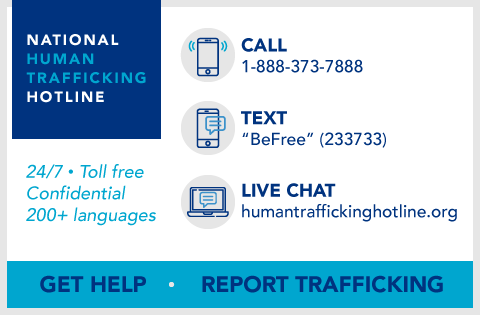 NATIONAL
HUMAN
TRAFFICKING
HOTLINE
24/7 • Toll free
Confidential
200+ languages
CALL
1-888-373-7888
TEXT
“BeFree” (233733)
LIVE CHAT
humantraffickinghotline.org
GET HELP • REPORT TRAFFICKING